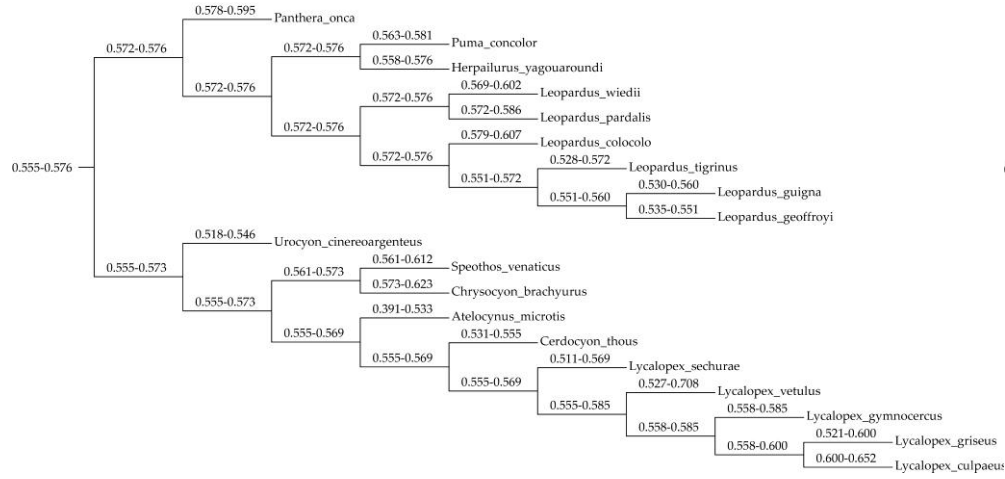 0.578-0.595
Panthera_onca
0.572-0.576
0.563-0.581
Puma_concolor
0.572-0.576
0.558-0.576
Herpailurus_yagouaroundi
0.572-0.576
0.569-0.602
Leopardus_wiedii
0.572-0.576
0.572-0.586
Leopardus_pardalis
0.572-0.576
0.579-0.607
Leopardus_colocolo
0.572-0.576
0.528-0.572
Leopardus_tigrinus
0.555-0.576
0.551-0.572
0.530-0.560
Leopardus_guigna
0.551-0.560
0.535-0.551
Leopardus_geoffroyi
0.518-0.546
Urocyon_cinereoargenteus
0.555-0.573
0.561-0.612
Speothos_venaticus
0.561-0.573
0.573-0.623
Chrysocyon_brachyurus
0.555-0.573
0.391-0.533
Atelocynus_microtis
0.555-0.569
0.531-0.555
Cerdocyon_thous
0.555-0.569
0.511-0.569
Lycalopex_sechurae
0.555-0.569
0.527-0.708
Lycalopex_vetulus
0.555-0.585
0.558-0.585
Lycalopex_gymnocercus
0.558-0.585
0.521-0.600
Lycalopex_griseus
0.558-0.600
0.600-0.652
Lycalopex_culpaeus